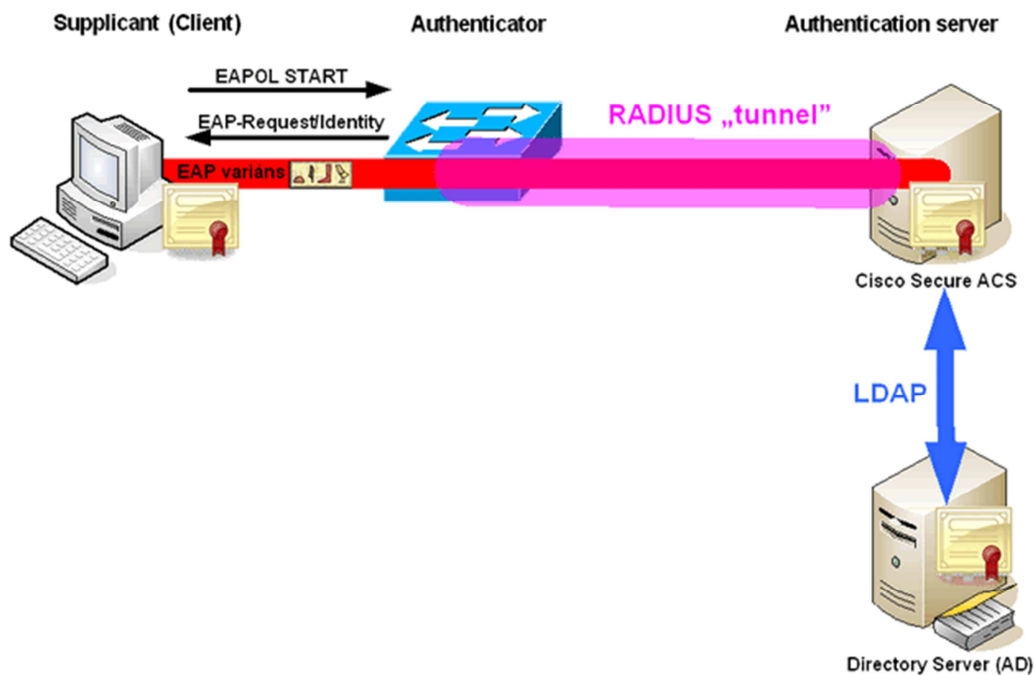 Supplicant (Client)
Authenticator
Authentication server
EAPOL START
EAP-Request/Identity
RADIUS „tunnel”
EAP varians
Cisco Secure ACS
LDAP
Directory Server (AD)